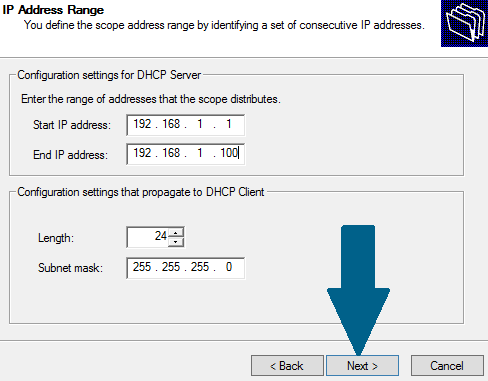 IP Address Range
You define the scope address range by identifying a set of consecutive IP addresses.
Configuration settings for DHCP Server
Enter the range of addresses that the scope distributes.
Start IP address: 192 . 168 . 1 . 1
End IP address: 192 . 168 . 1 . 100
Configuration settings that propagate to DHCP Client
Length: 24
Subnet mask: 255 . 255 . 255 . 0
< Back Next > Cancel